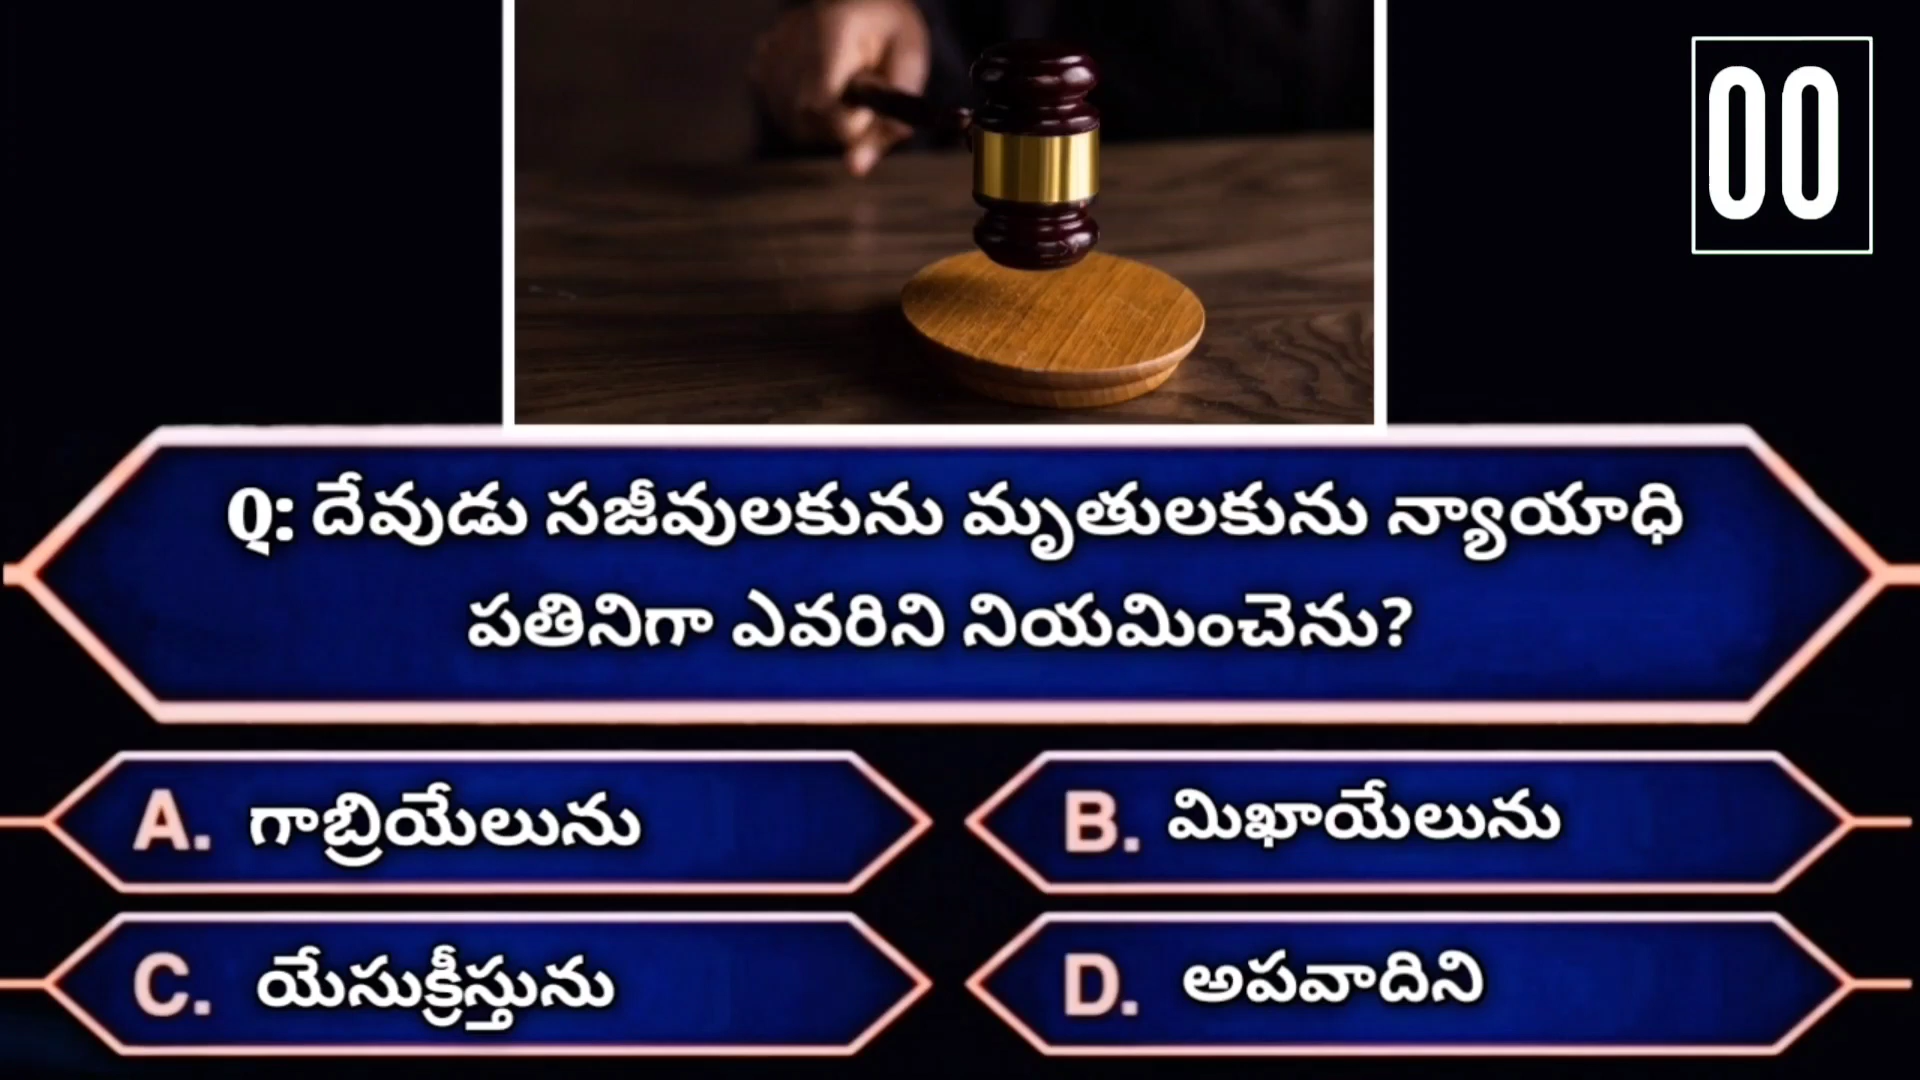 00
Q: దేవుడు సజీవులకును మృతులకును న్యాయాధి
పతినిగా ఎవరిని నియమించెను?
A. గాబ్రియేలును
B. మిఖాయేలును
C. యేసుక్రీస్తును
D. అపవాదిని